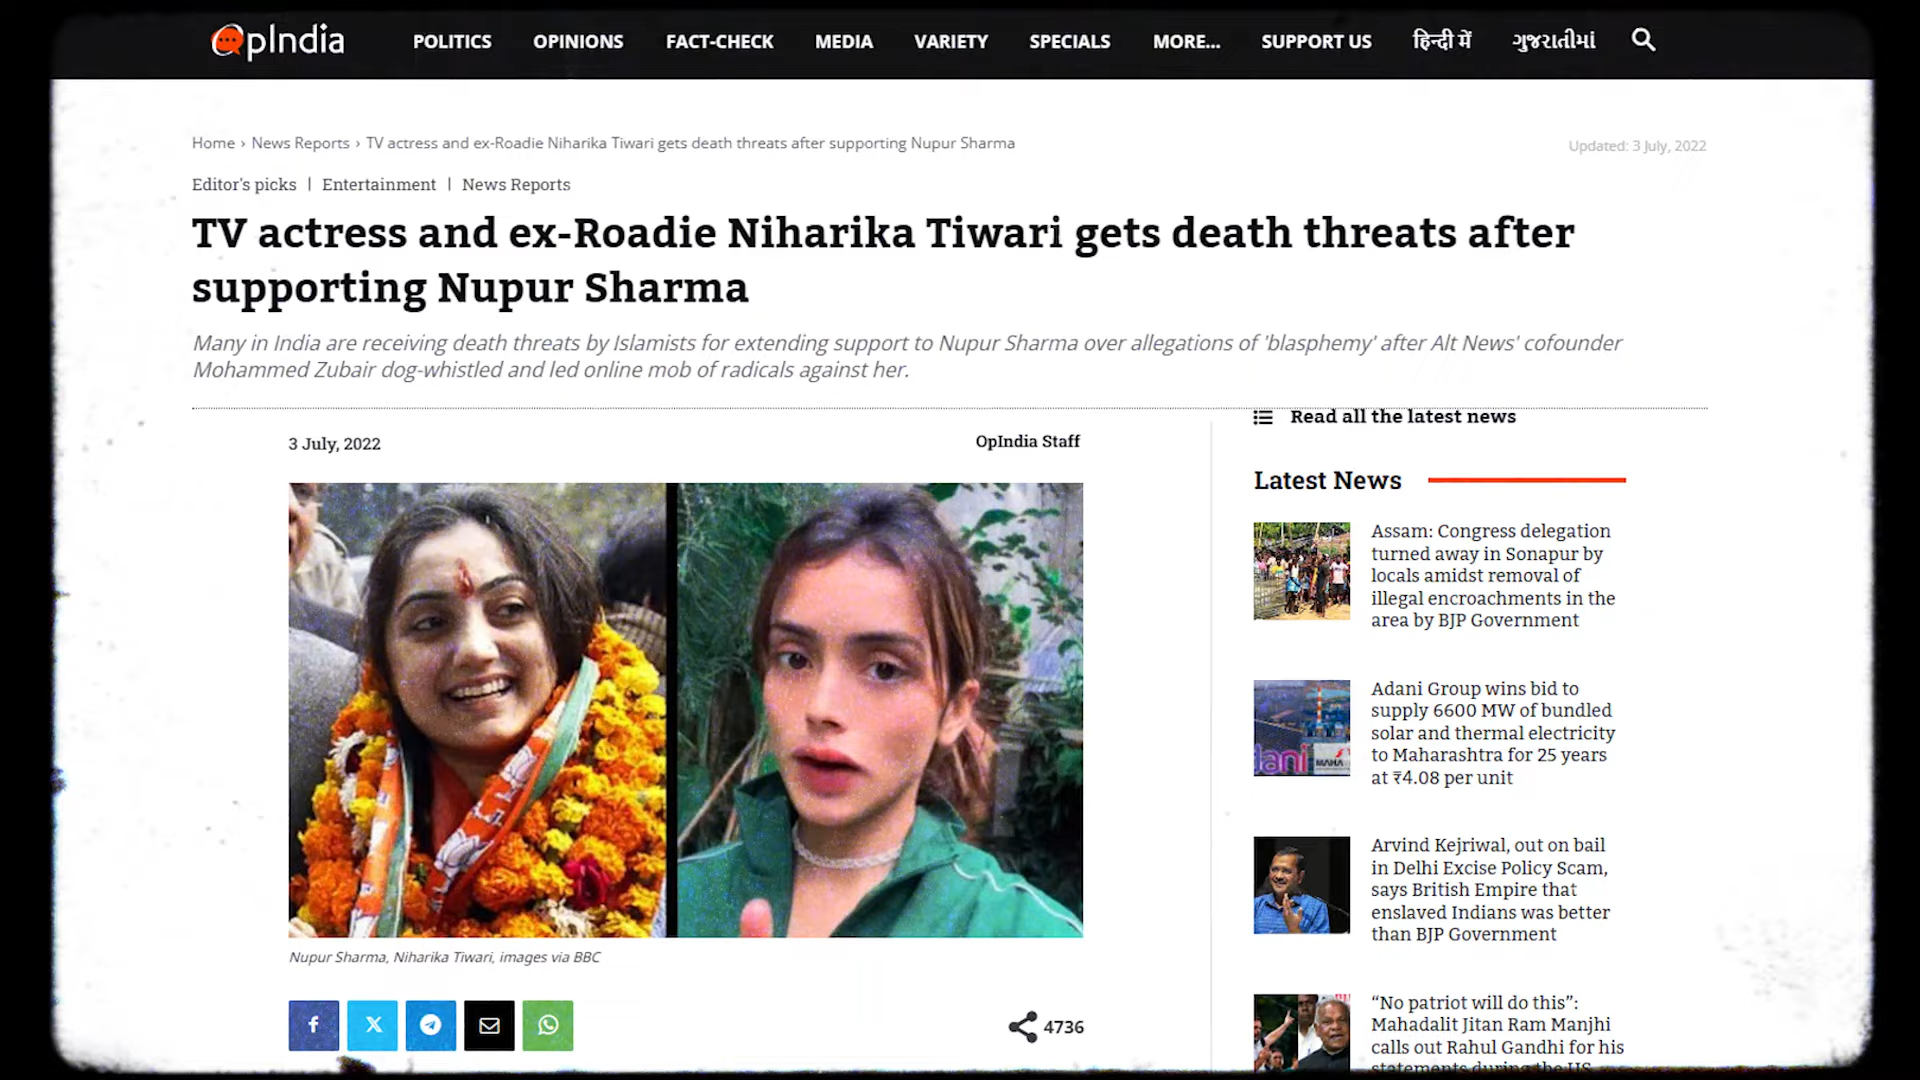 OpIndia
POLITICS OPINIONS FACT-CHECK MEDIA VARIETY SPECIALS MORE... SUPPORT US हिन्दी में ગુજરાતીમાં
Home › News Reports › TV actress and ex-Roadie Niharika Tiwari gets death threats after supporting Nupur Sharma
Updated: 3 July, 2022
Editor's picks | Entertainment | News Reports
TV actress and ex-Roadie Niharika Tiwari gets death threats after
supporting Nupur Sharma
Many in India are receiving death threats by Islamists for extending support to Nupur Sharma over allegations of 'blasphemy' after Alt News' cofounder
Mohammed Zubair dog-whistled and led online mob of radicals against her.
3 July, 2022
OpIndia Staff
Nupur Sharma, Niharika Tiwari, images via BBC
4736
Read all the latest news
Latest News
Assam: Congress delegation
turned away in Sonapur by
locals amidst removal of
illegal encroachments in the
area by BJP Government
Adani Group wins bid to
supply 6600 MW of bundled
solar and thermal electricity
to Maharashtra for 25 years
at ₹4.08 per unit
Arvind Kejriwal, out on bail
in Delhi Excise Policy Scam,
says British Empire that
enslaved Indians was better
than BJP Government
“No patriot will do this”:
Mahadalit Jitan Ram Manjhi
calls out Rahul Gandhi for his
statements during the US